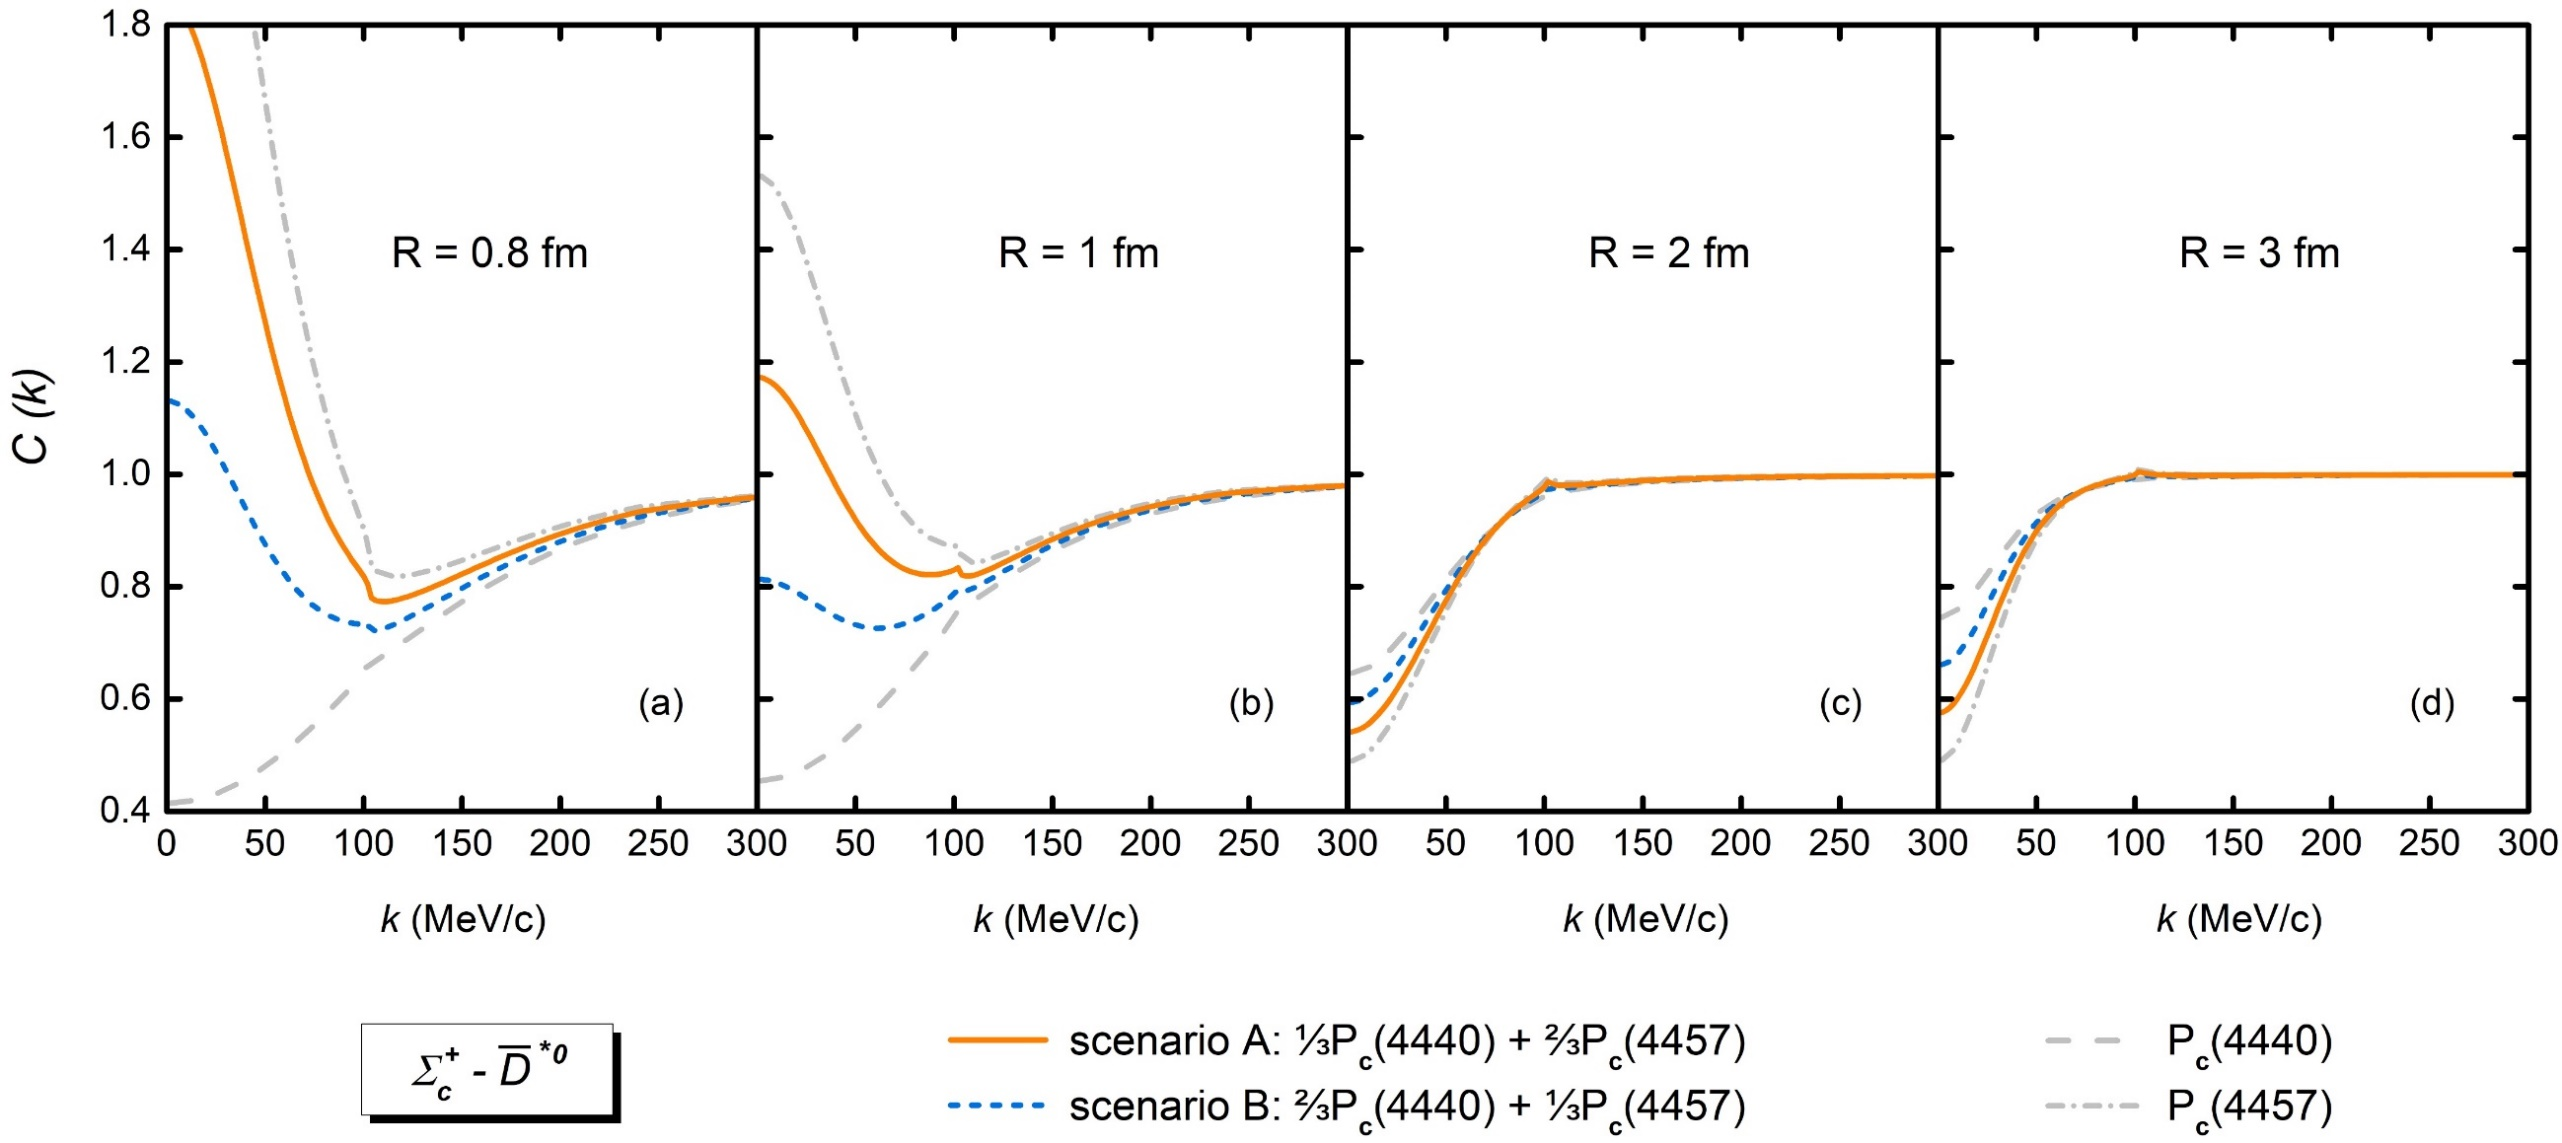 C (k)
1.8
1.6
1.4
1.2
1.0
0.8
0.6
0.4
R = 0.8 fm
R = 1 fm
R = 2 fm
R = 3 fm
(a)
(b)
(c)
(d)
0 50 100 150 200 250 300 50 100 150 200 250 300 50 100 150 200 250 300 50 100 150 200 250 300
k (MeV/c)
k (MeV/c)
k (MeV/c)
k (MeV/c)
Σc+ - D̅*0
scenario A: ⅓Pc(4440) + ⅔Pc(4457)
scenario B: ⅔Pc(4440) + ⅓Pc(4457)
Pc(4440)
Pc(4457)